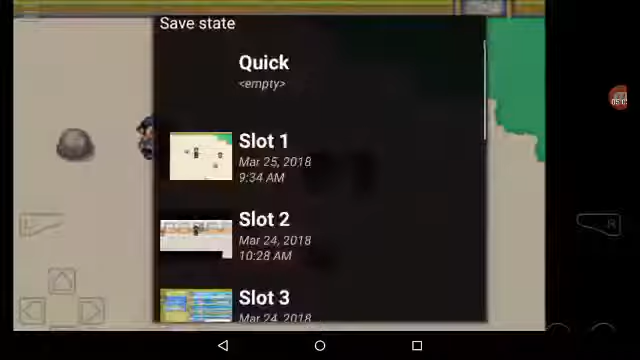 Save state
Quick
<empty>
Slot 1
Mar 25, 2018
9:34 AM
Slot 2
Mar 24, 2018
10:28 AM
Slot 3
Mar 24, 2018
R